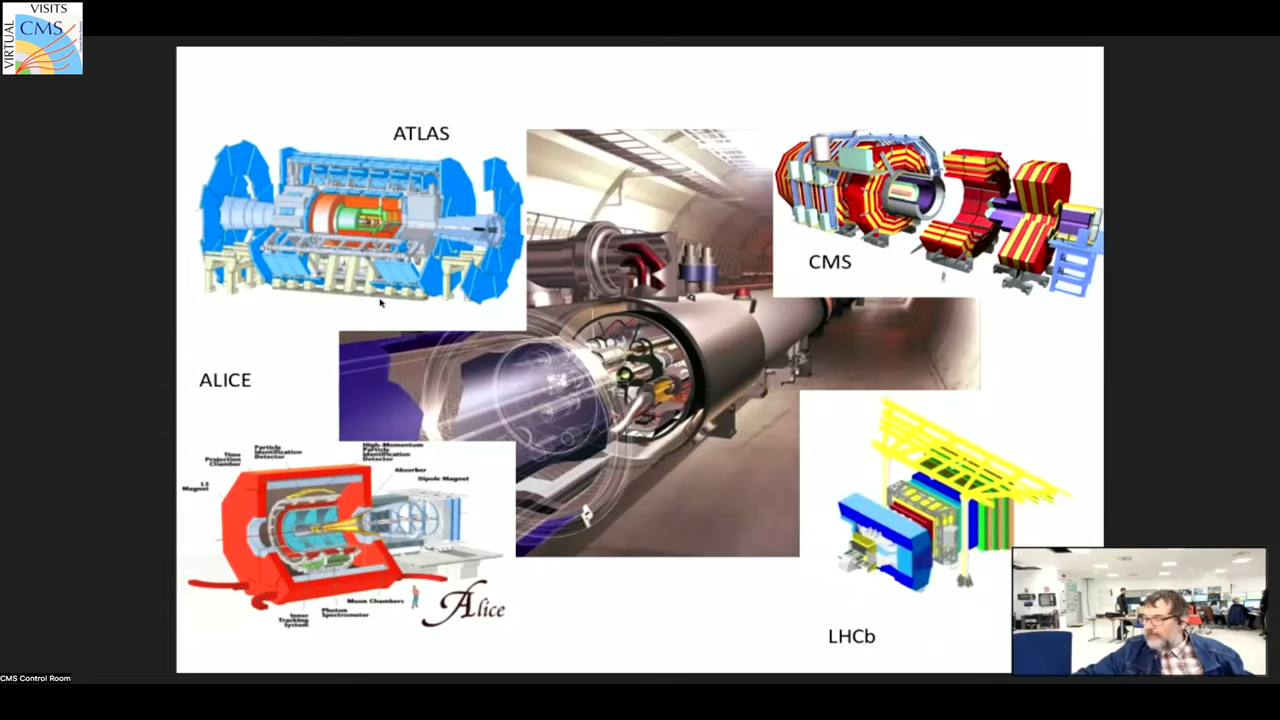 VISITS
CMS
VIRTUAL
ATLAS
CMS
ALICE
Particle
Identification
Detector
Time
Projection
Chamber
L3
Magnet
High-Momentum
Particle
Identification
Detector
Absorber
Dipole Magnet
Muon Chambers
Photon
Spectrometer
Inner
Tracking
System
Alice
LHCb
CMS Control Room